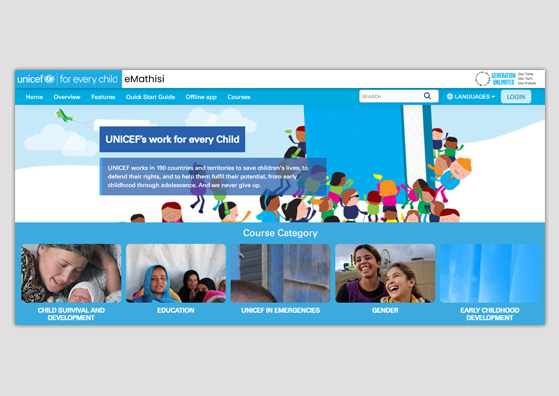 unicef for every child eMathisi
GENERATION
UNLIMITED
Our Time.
Our Turn.
Our Future.
Home Overview Features Quick Start Guide Offline app Courses SEARCH LANGUAGES LOGIN
UNICEF's work for every Child
UNICEF works in 190 countries and territories to save children's lives, to
defend their rights, and to help them fulfil their potential, from early
childhood through adolescence. And we never give up.
Course Category
CHILD SURVIVAL AND
DEVELOPMENT
EDUCATION
UNICEF IN EMERGENCIES
GENDER
EARLY CHILDHOOD
DEVELOPMENT